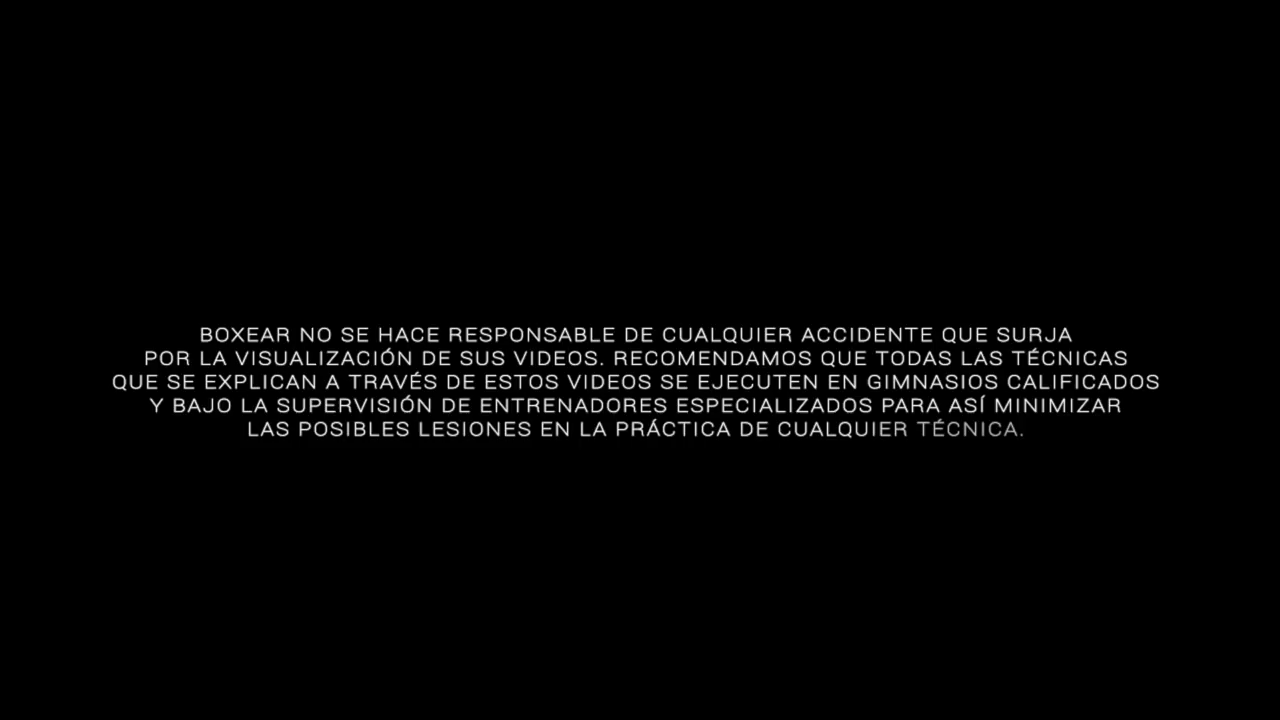 BOXEAR NO SE HACE RESPONSABLE DE CUALQUIER ACCIDENTE QUE SURJA
POR LA VISUALIZACIÓN DE SUS VIDEOS. RECOMENDAMOS QUE TODAS LAS TÉCNICAS
QUE SE EXPLICAN A TRAVÉS DE ESTOS VIDEOS SE EJECUTEN EN GIMNASIOS CALIFICADOS
Y BAJO LA SUPERVISIÓN DE ENTRENADORES ESPECIALIZADOS PARA ASÍ MINIMIZAR
LAS POSIBLES LESIONES EN LA PRÁCTICA DE CUALQUIER TÉCNICA.